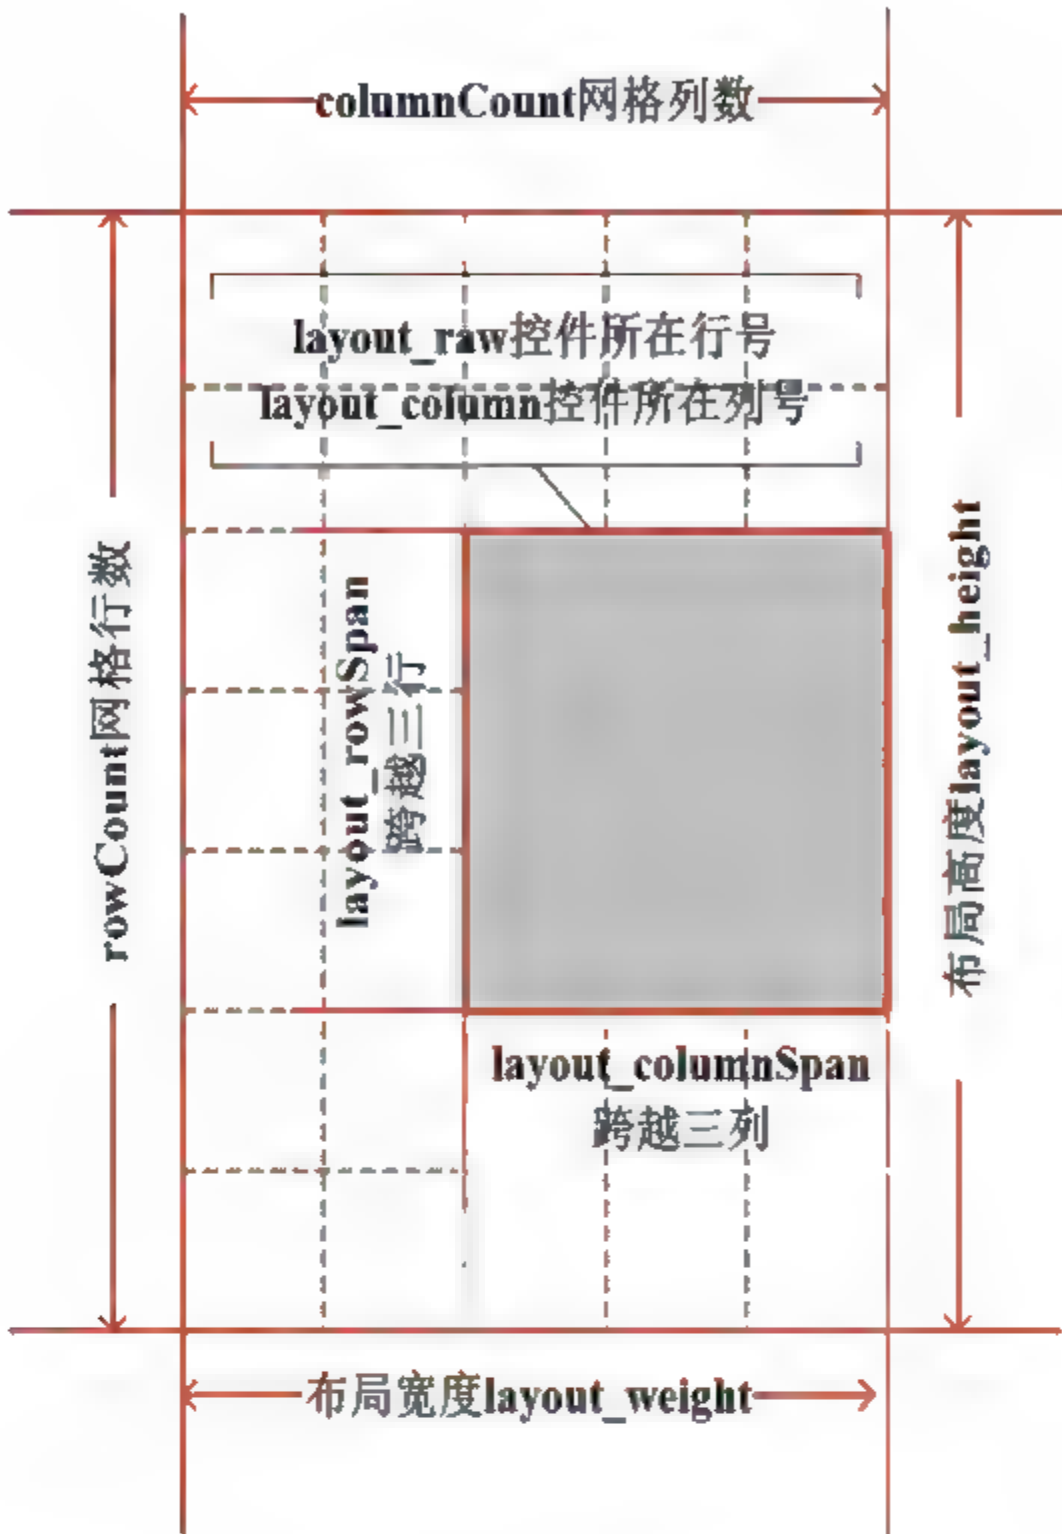 columnCount网格列数
layout_raw控件所在行号
layout_column控件所在列号
rowCount网格行数
layout_rowSpan
跨越三行
布局高度layout_height
layout_columnSpan
跨越三列
布局宽度layout_weight